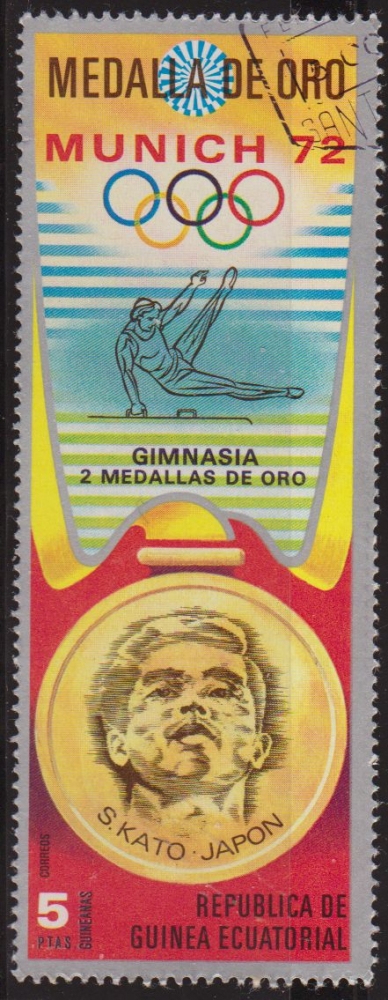 MEDALLA DE ORO
MUNICH 72
GIMNASIA
2 MEDALLAS DE ORO
S. KATO · JAPON
CORREOS
5
PTAS
GUINEANAS
REPUBLICA DE
GUINEA ECUATORIAL